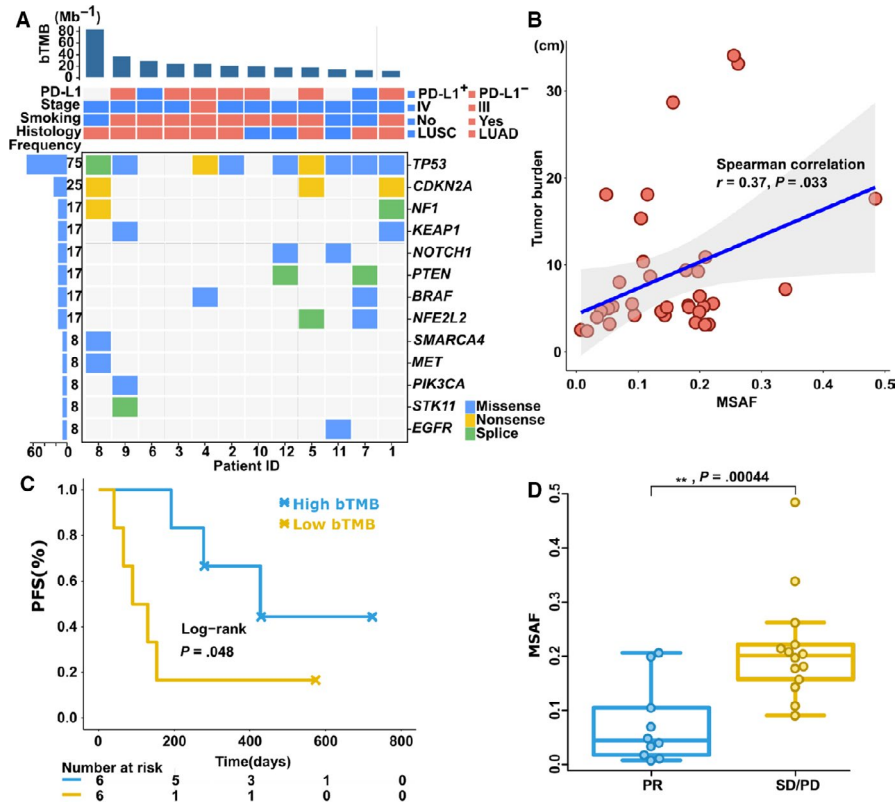 A
(Mb⁻¹)
bTMB
80
60
40
20
0
PD-L1
Stage
Smoking
Histology
PD-L1⁺ PD-L1⁻
IV III
No Yes
LUSC LUAD
Frequency
75 TP53
25 CDKN2A
17 NF1
17 KEAP1
17 NOTCH1
17 PTEN
17 BRAF
17 NFE2L2
8 SMARCA4
8 MET
8 PIK3CA
8 STK11
8 EGFR
Missense
Nonsense
Splice
60 0
8 9 6 3 4 2 10 12 5 11 7 1
Patient ID
B
(cm)
Tumor burden
30
20
10
0
Spearman correlation
r = 0.37, P = .033
0.0 0.1 0.2 0.3 0.4 0.5
MSAF
C
PFS(%)
1.0
0.8
0.6
0.4
0.2
0.0
High bTMB
Low bTMB
Log−rank
P = .048
0 200 400 600 800
Time(days)
Number at risk
6 5 3 1 0
6 1 1 0 0
D
**, P = .00044
MSAF
0.5
0.4
0.3
0.2
0.1
0.0
PR SD/PD